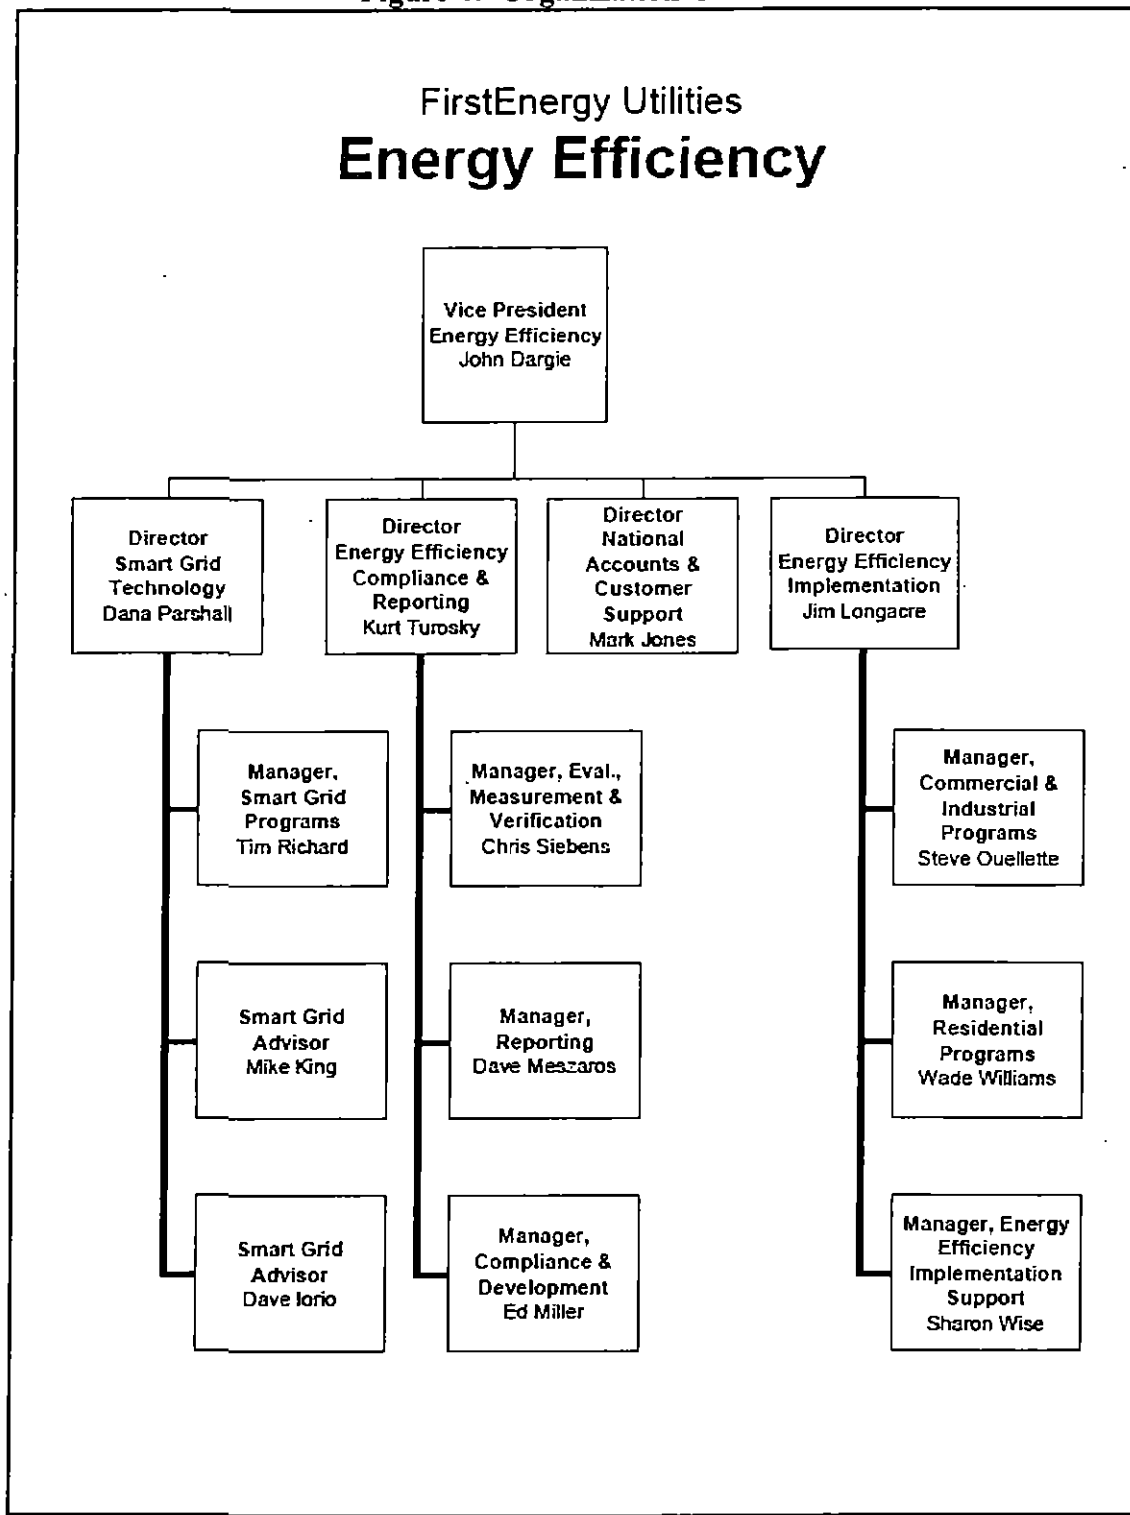 FirstEnergy Utilities
Energy Efficiency
Vice President
Energy Efficiency
John Dargie
Director
Smart Grid
Technology
Dana Parshall
Director
Energy Efficiency
Compliance &
Reporting
Kurt Turosky
Director
National
Accounts &
Customer
Support
Mark Jones
Director
Energy Efficiency
Implementation
Jim Longacre
Manager,
Smart Grid
Programs
Tim Richard
Manager, Eval.,
Measurement &
Verification
Chris Siebens
Manager,
Commercial &
Industrial
Programs
Steve Ouellette
Smart Grid
Advisor
Mike King
Manager,
Reporting
Dave Meszaros
Manager,
Residential
Programs
Wade Williams
Smart Grid
Advisor
Dave Iorio
Manager,
Compliance &
Development
Ed Miller
Manager, Energy
Efficiency
Implementation
Support
Sharon Wise